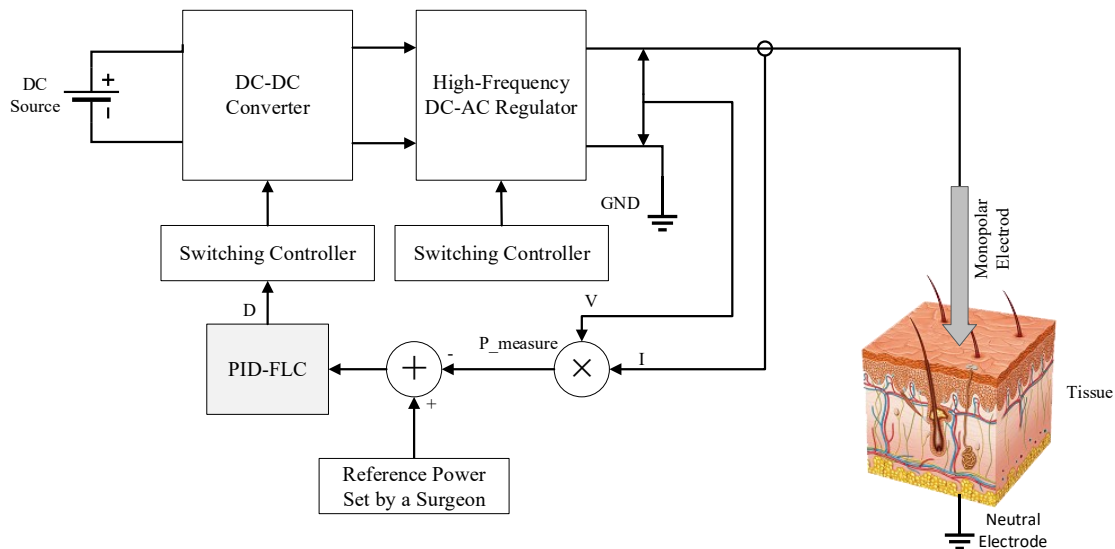 DC
Source
+
−
DC-DC
Converter
High-Frequency
DC-AC Regulator
GND
Switching Controller
Switching Controller
Monopolar
Electrod
D
V
P_measure
I
PID-FLC
+
-
×
+
Reference Power
Set by a Surgeon
Tissue
Neutral
Electrode